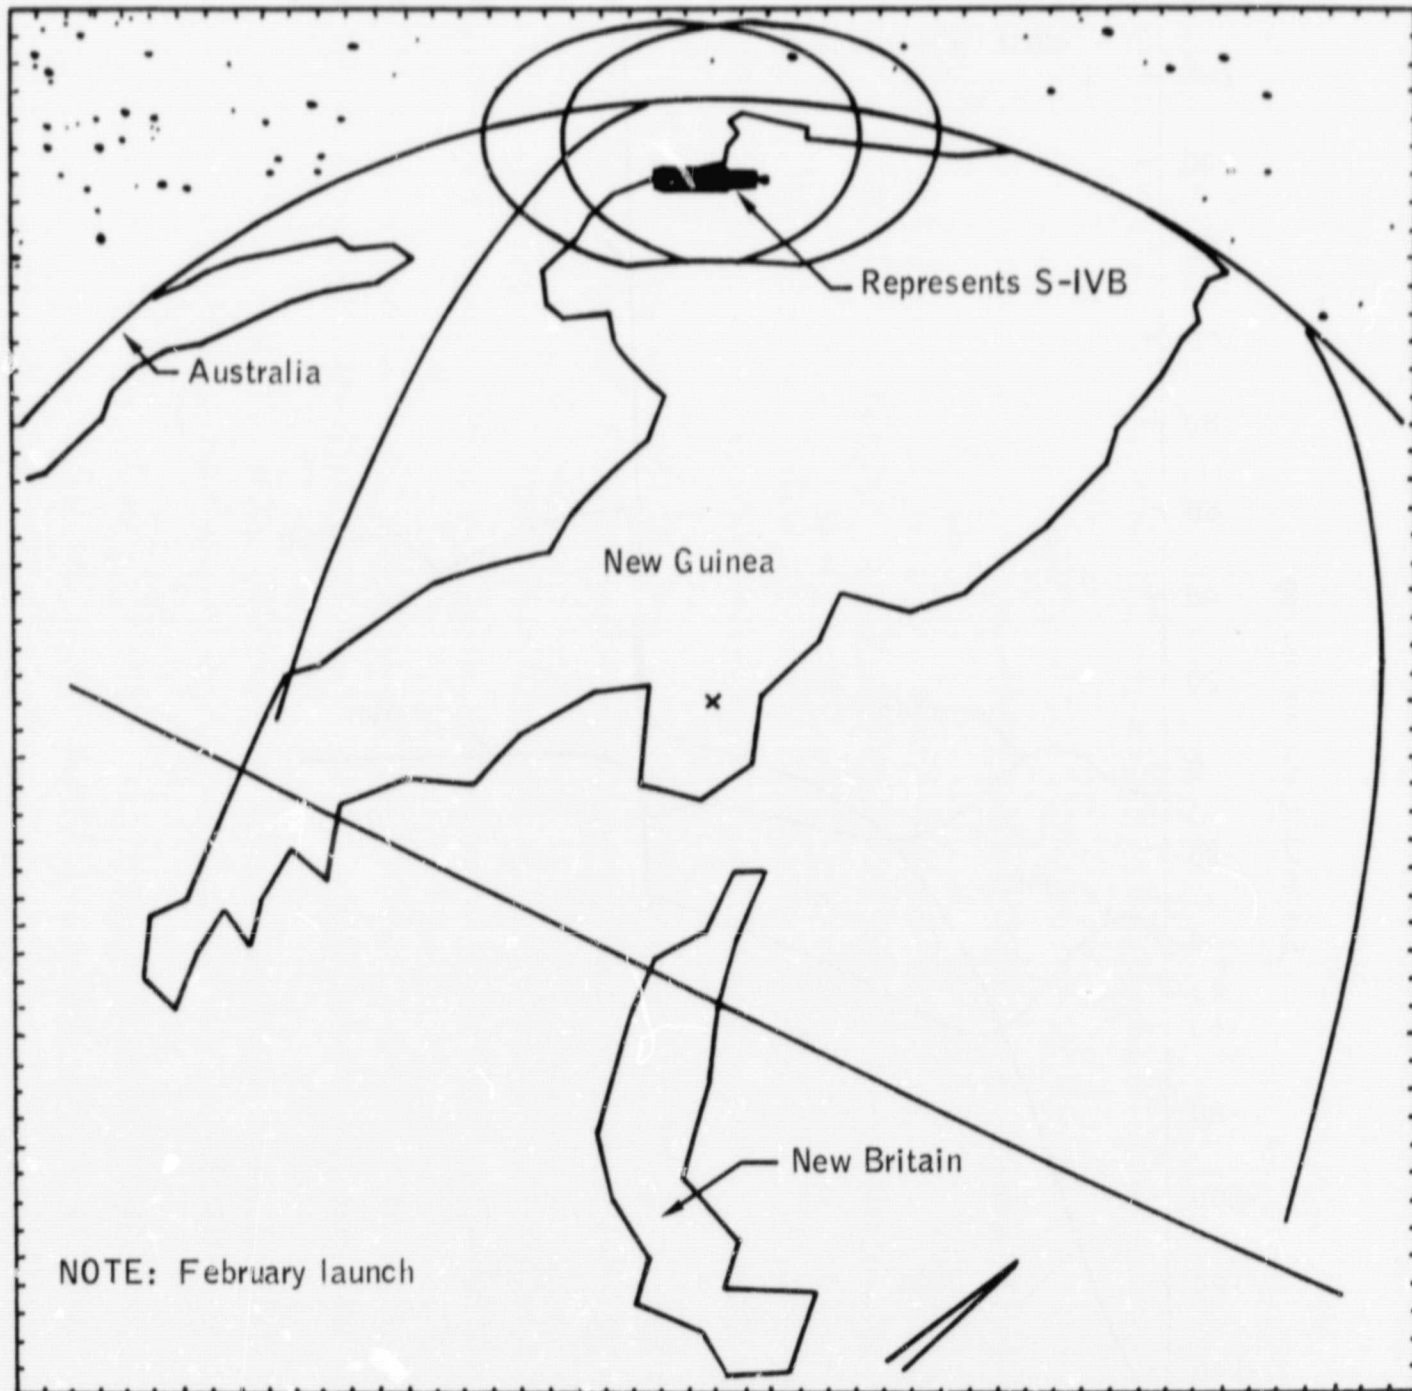 Represents S-IVB
Australia
New Guinea
×
New Britain
NOTE: February launch